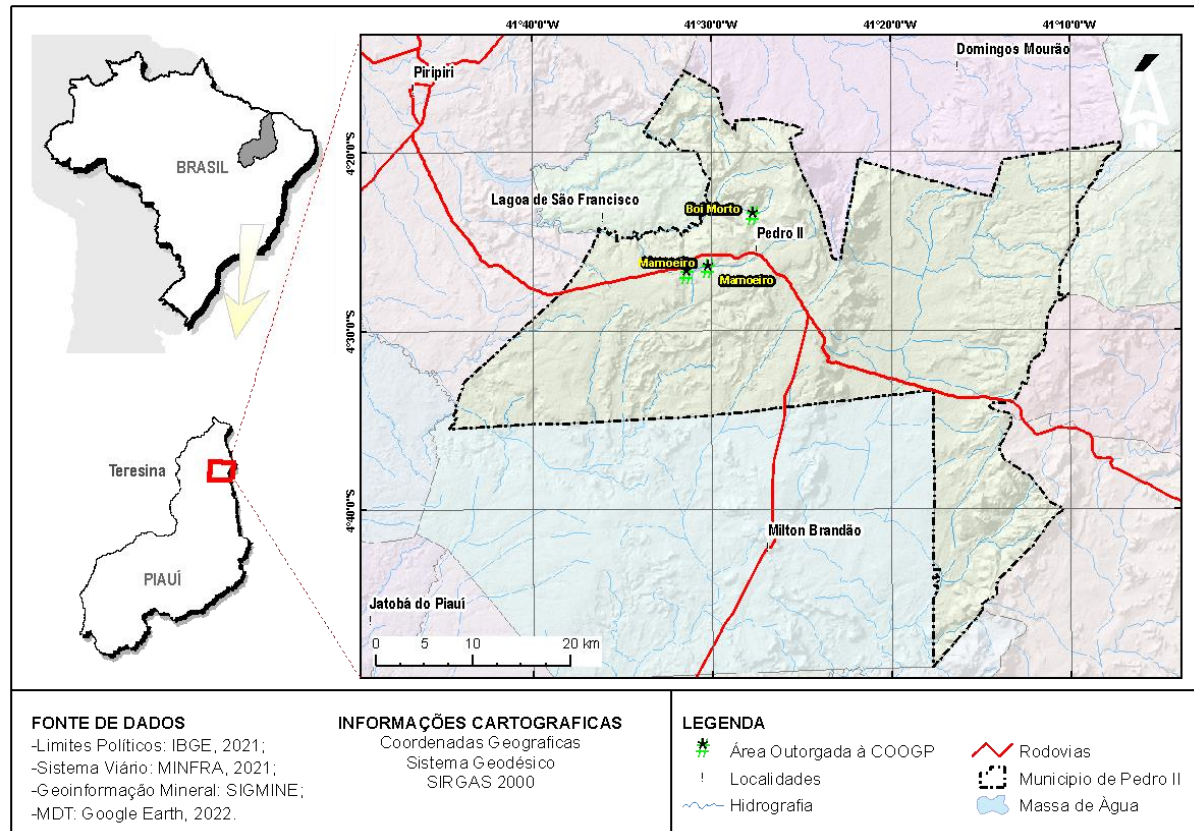 41°40'0"W
41°30'0"W
41°20'0"W
41°10'0"W
Domingos Mourão
Piripiri
4°20'0"S
BRASIL
Lagoa de São Francisco
Boi Morto
Pedro II
Mamoeiro
Mamoeiro
4°30'0"S
Teresina
4°40'0"S
Milton Brandão
PIAUÍ
Jatobá do Piauí
0 5 10 20 km
FONTE DE DADOS
-Limites Políticos: IBGE, 2021;
-Sistema Viário: MINFRA, 2021;
-Geoinformação Mineral: SIGMINE;
-MDT: Google Earth, 2022.
INFORMAÇÕES CARTOGRAFICAS
Coordenadas Geograficas
Sistema Geodésico
SIRGAS 2000
LEGENDA
Área Outorgada à COOGP
Localidades
Hidrografia
Rodovias
Municipio de Pedro II
Massa de Àgua